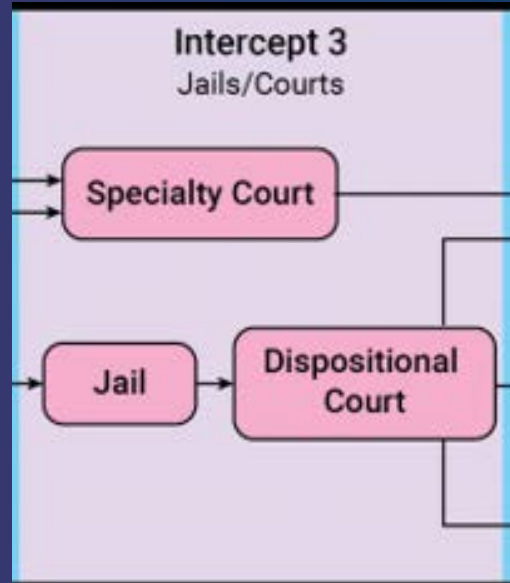 Intercept 3
Jails/Courts
Specialty Court
Jail
Dispositional
Court